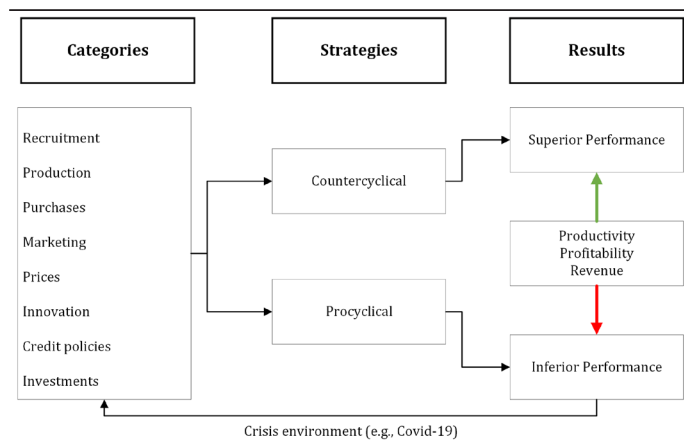 Categories
Strategies
Results
Recruitment
Production
Purchases
Marketing
Prices
Innovation
Credit policies
Investments
Countercyclical
Procyclical
Superior Performance
Productivity
Profitability
Revenue
Inferior Performance
Crisis environment (e.g., Covid-19)